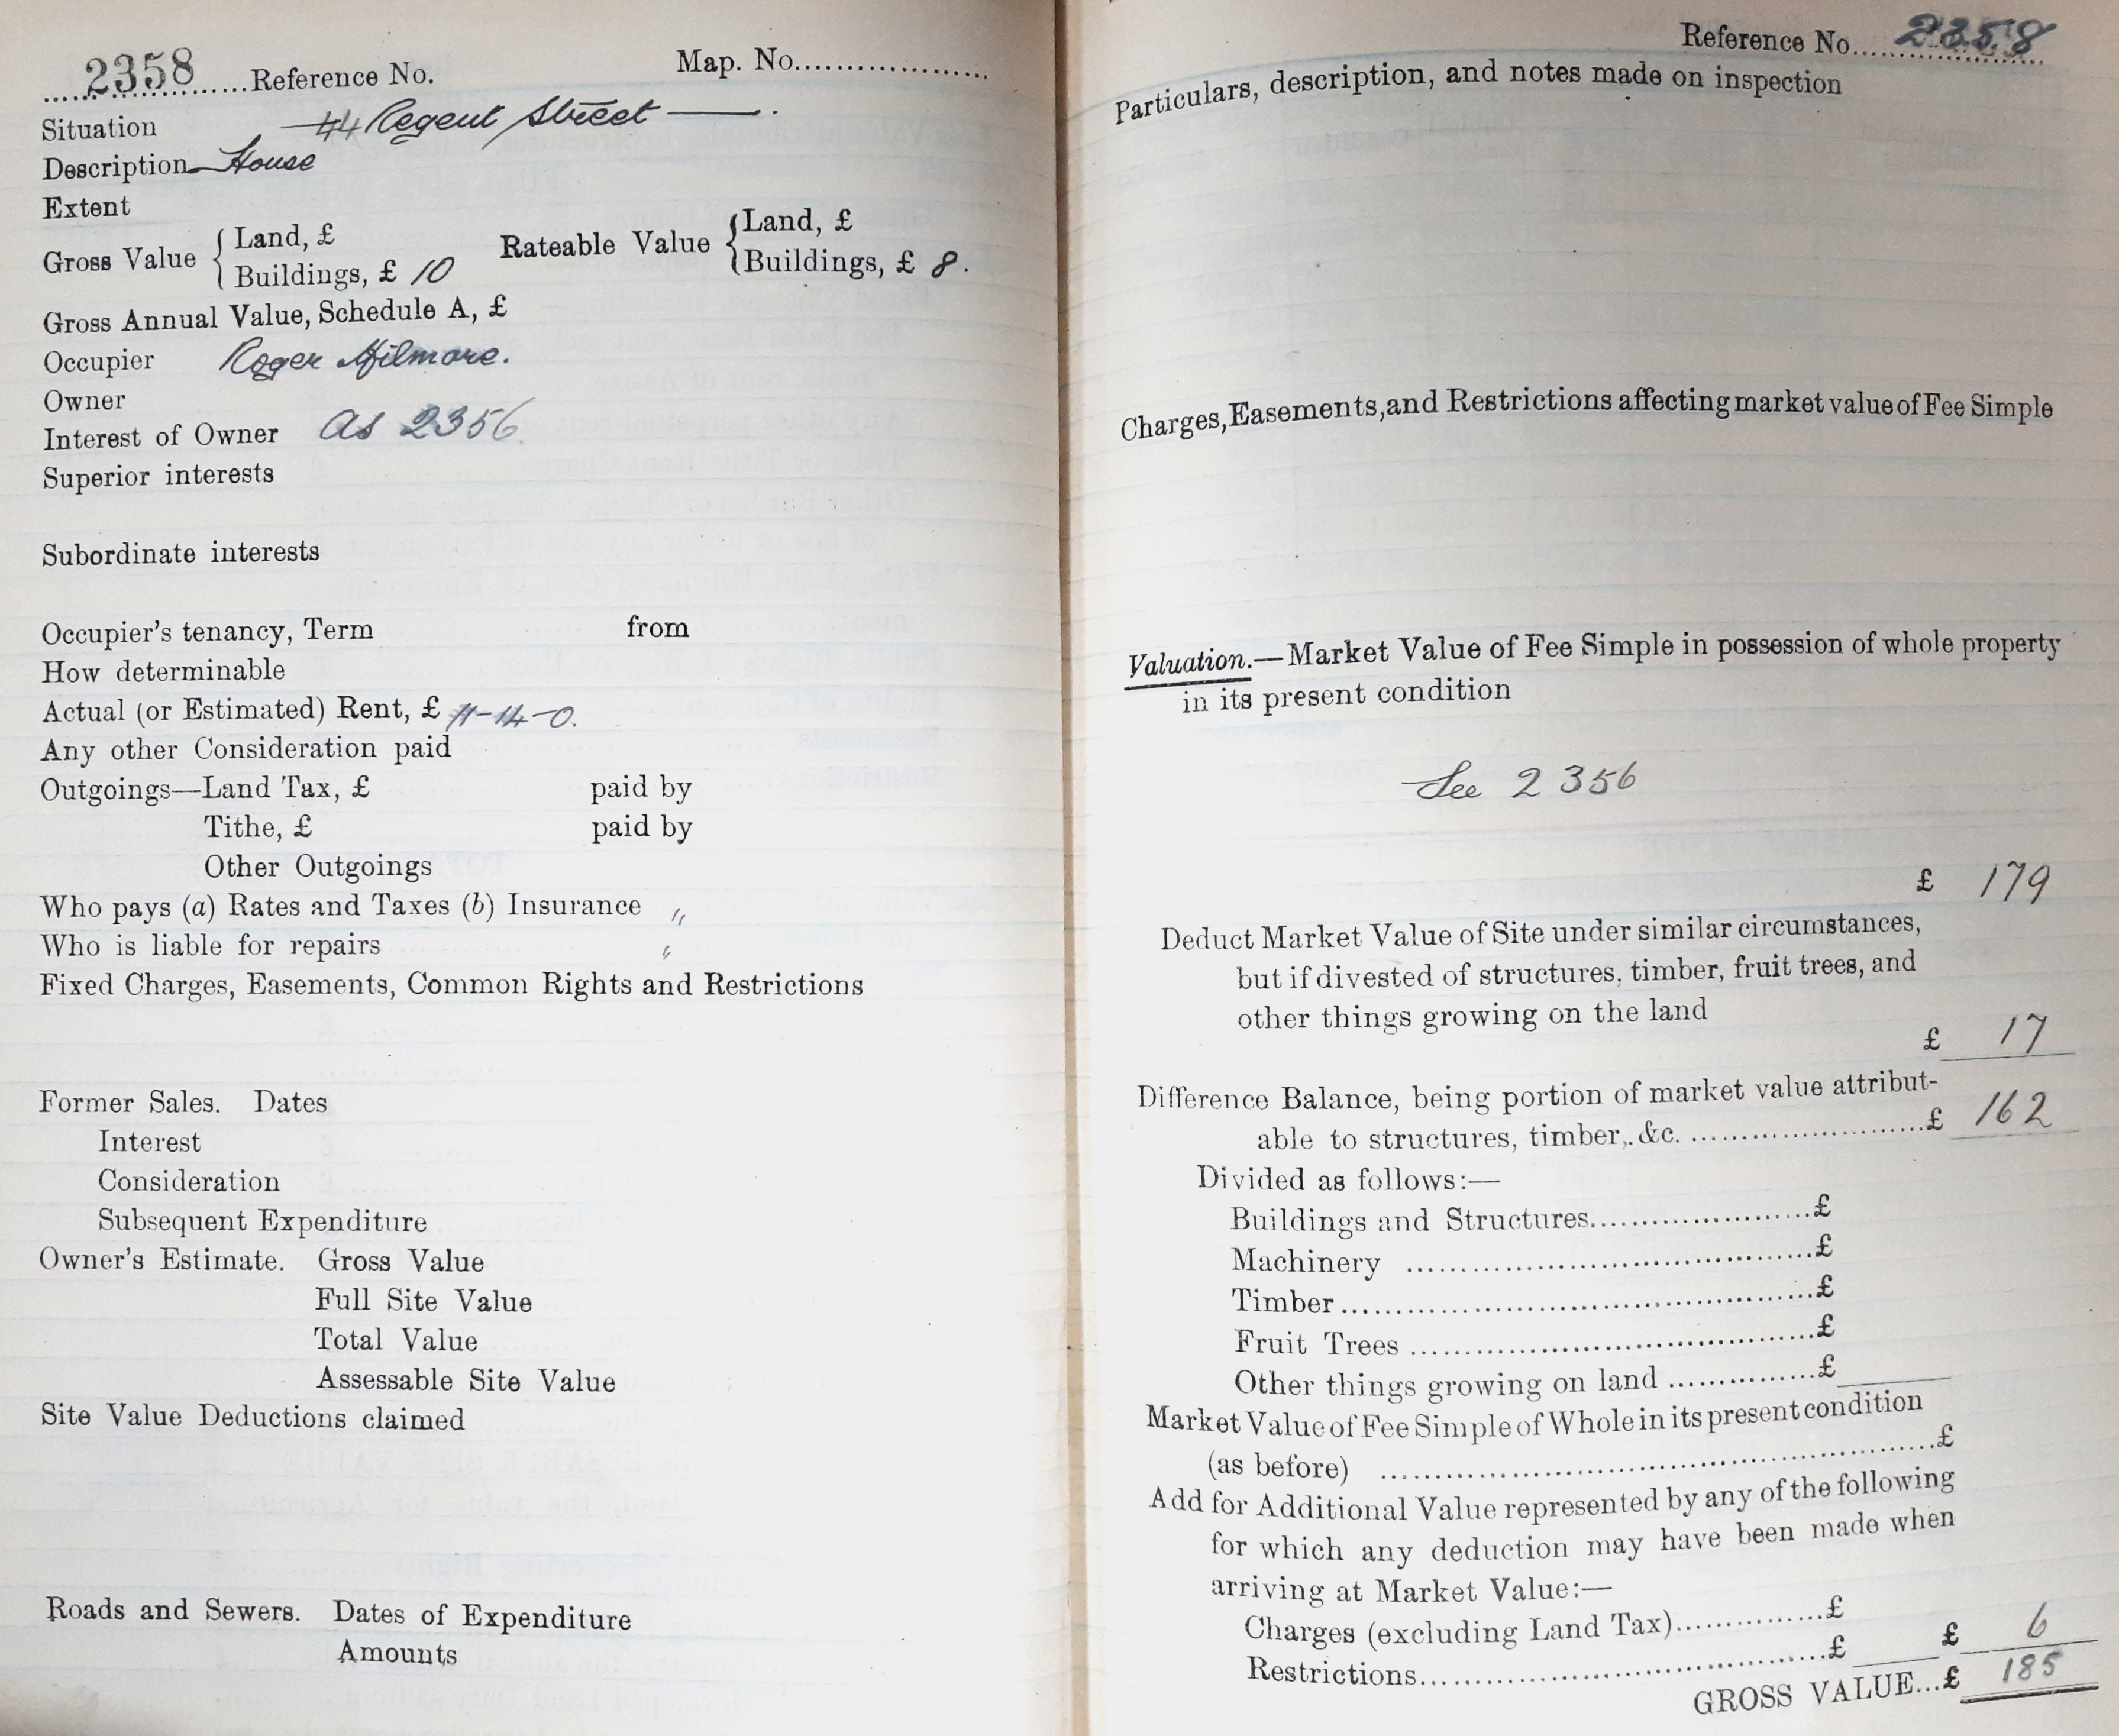 2358 Reference No. Map. No.
Situation 44 Regent Street
Description House
Extent
Gross Value { Land, £ Rateable Value { Land, £
Buildings, £ 10 Buildings, £ 8.
Gross Annual Value, Schedule A, £
Occupier Roger
Owner
Interest of Owner as 2356.
Superior interests
Subordinate interests
Occupier's tenancy, Term from
How determinable
Actual (or Estimated) Rent, £ 11-14-0.
Any other Consideration paid
Outgoings—Land Tax, £ paid by
Tithe, £ paid by
Other Outgoings
Who pays (a) Rates and Taxes (b) Insurance "
Who is liable for repairs "
Fixed Charges, Easements, Common Rights and Restrictions
Former Sales. Dates
Interest
Consideration
Subsequent Expenditure
Owner's Estimate. Gross Value
Full Site Value
Total Value
Assessable Site Value
Site Value Deductions claimed
Roads and Sewers. Dates of Expenditure
Amounts
Reference No. 2358
Particulars, description, and notes made on inspection
Charges, Easements, and Restrictions affecting market value of Fee Simple
Valuation.—Market Value of Fee Simple in possession of whole property
in its present condition
See 2356
£ 179
Deduct Market Value of Site under similar circumstances,
but if divested of structures, timber, fruit trees, and
other things growing on the land
£ 17
Difference Balance, being portion of market value attribut-
able to structures, timber, &c. £ 162
Divided as follows:—
Buildings and Structures £
Machinery £
Timber £
Fruit Trees £
Other things growing on land £
Market Value of Fee Simple of Whole in its present condition
(as before) £
Add for Additional Value represented by any of the following
for which any deduction may have been made when
arriving at Market Value:—
Charges (excluding Land Tax) £
Restrictions £ £ 6
GROSS VALUE...£ 185